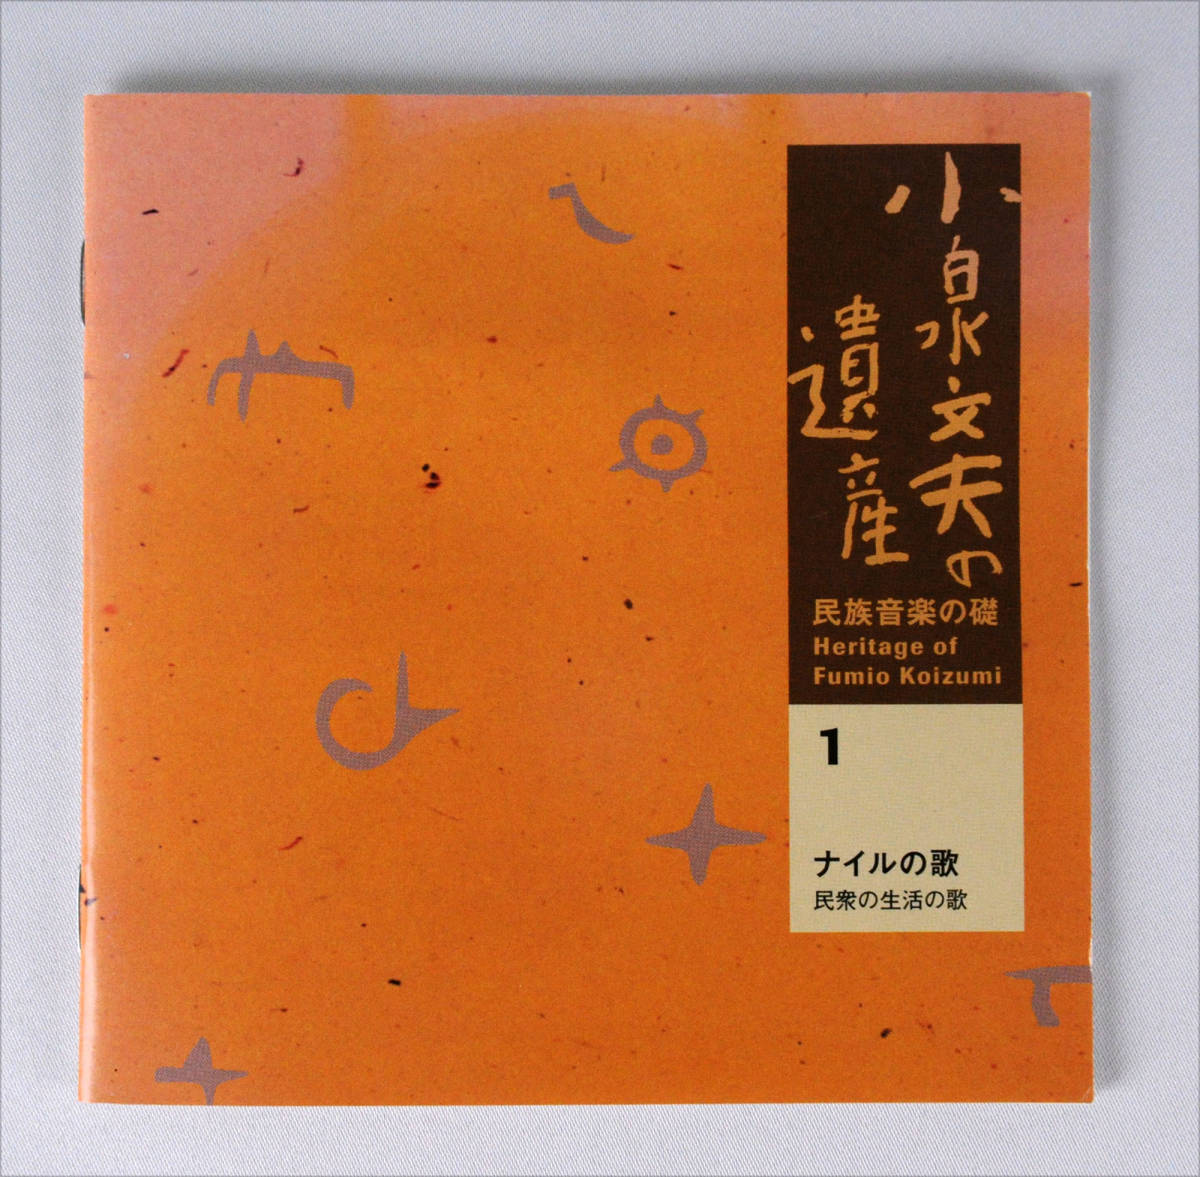 小泉文夫の
遺産
民族音楽の礎
Heritage of
Fumio Koizumi
1
ナイルの歌
民衆の生活の歌